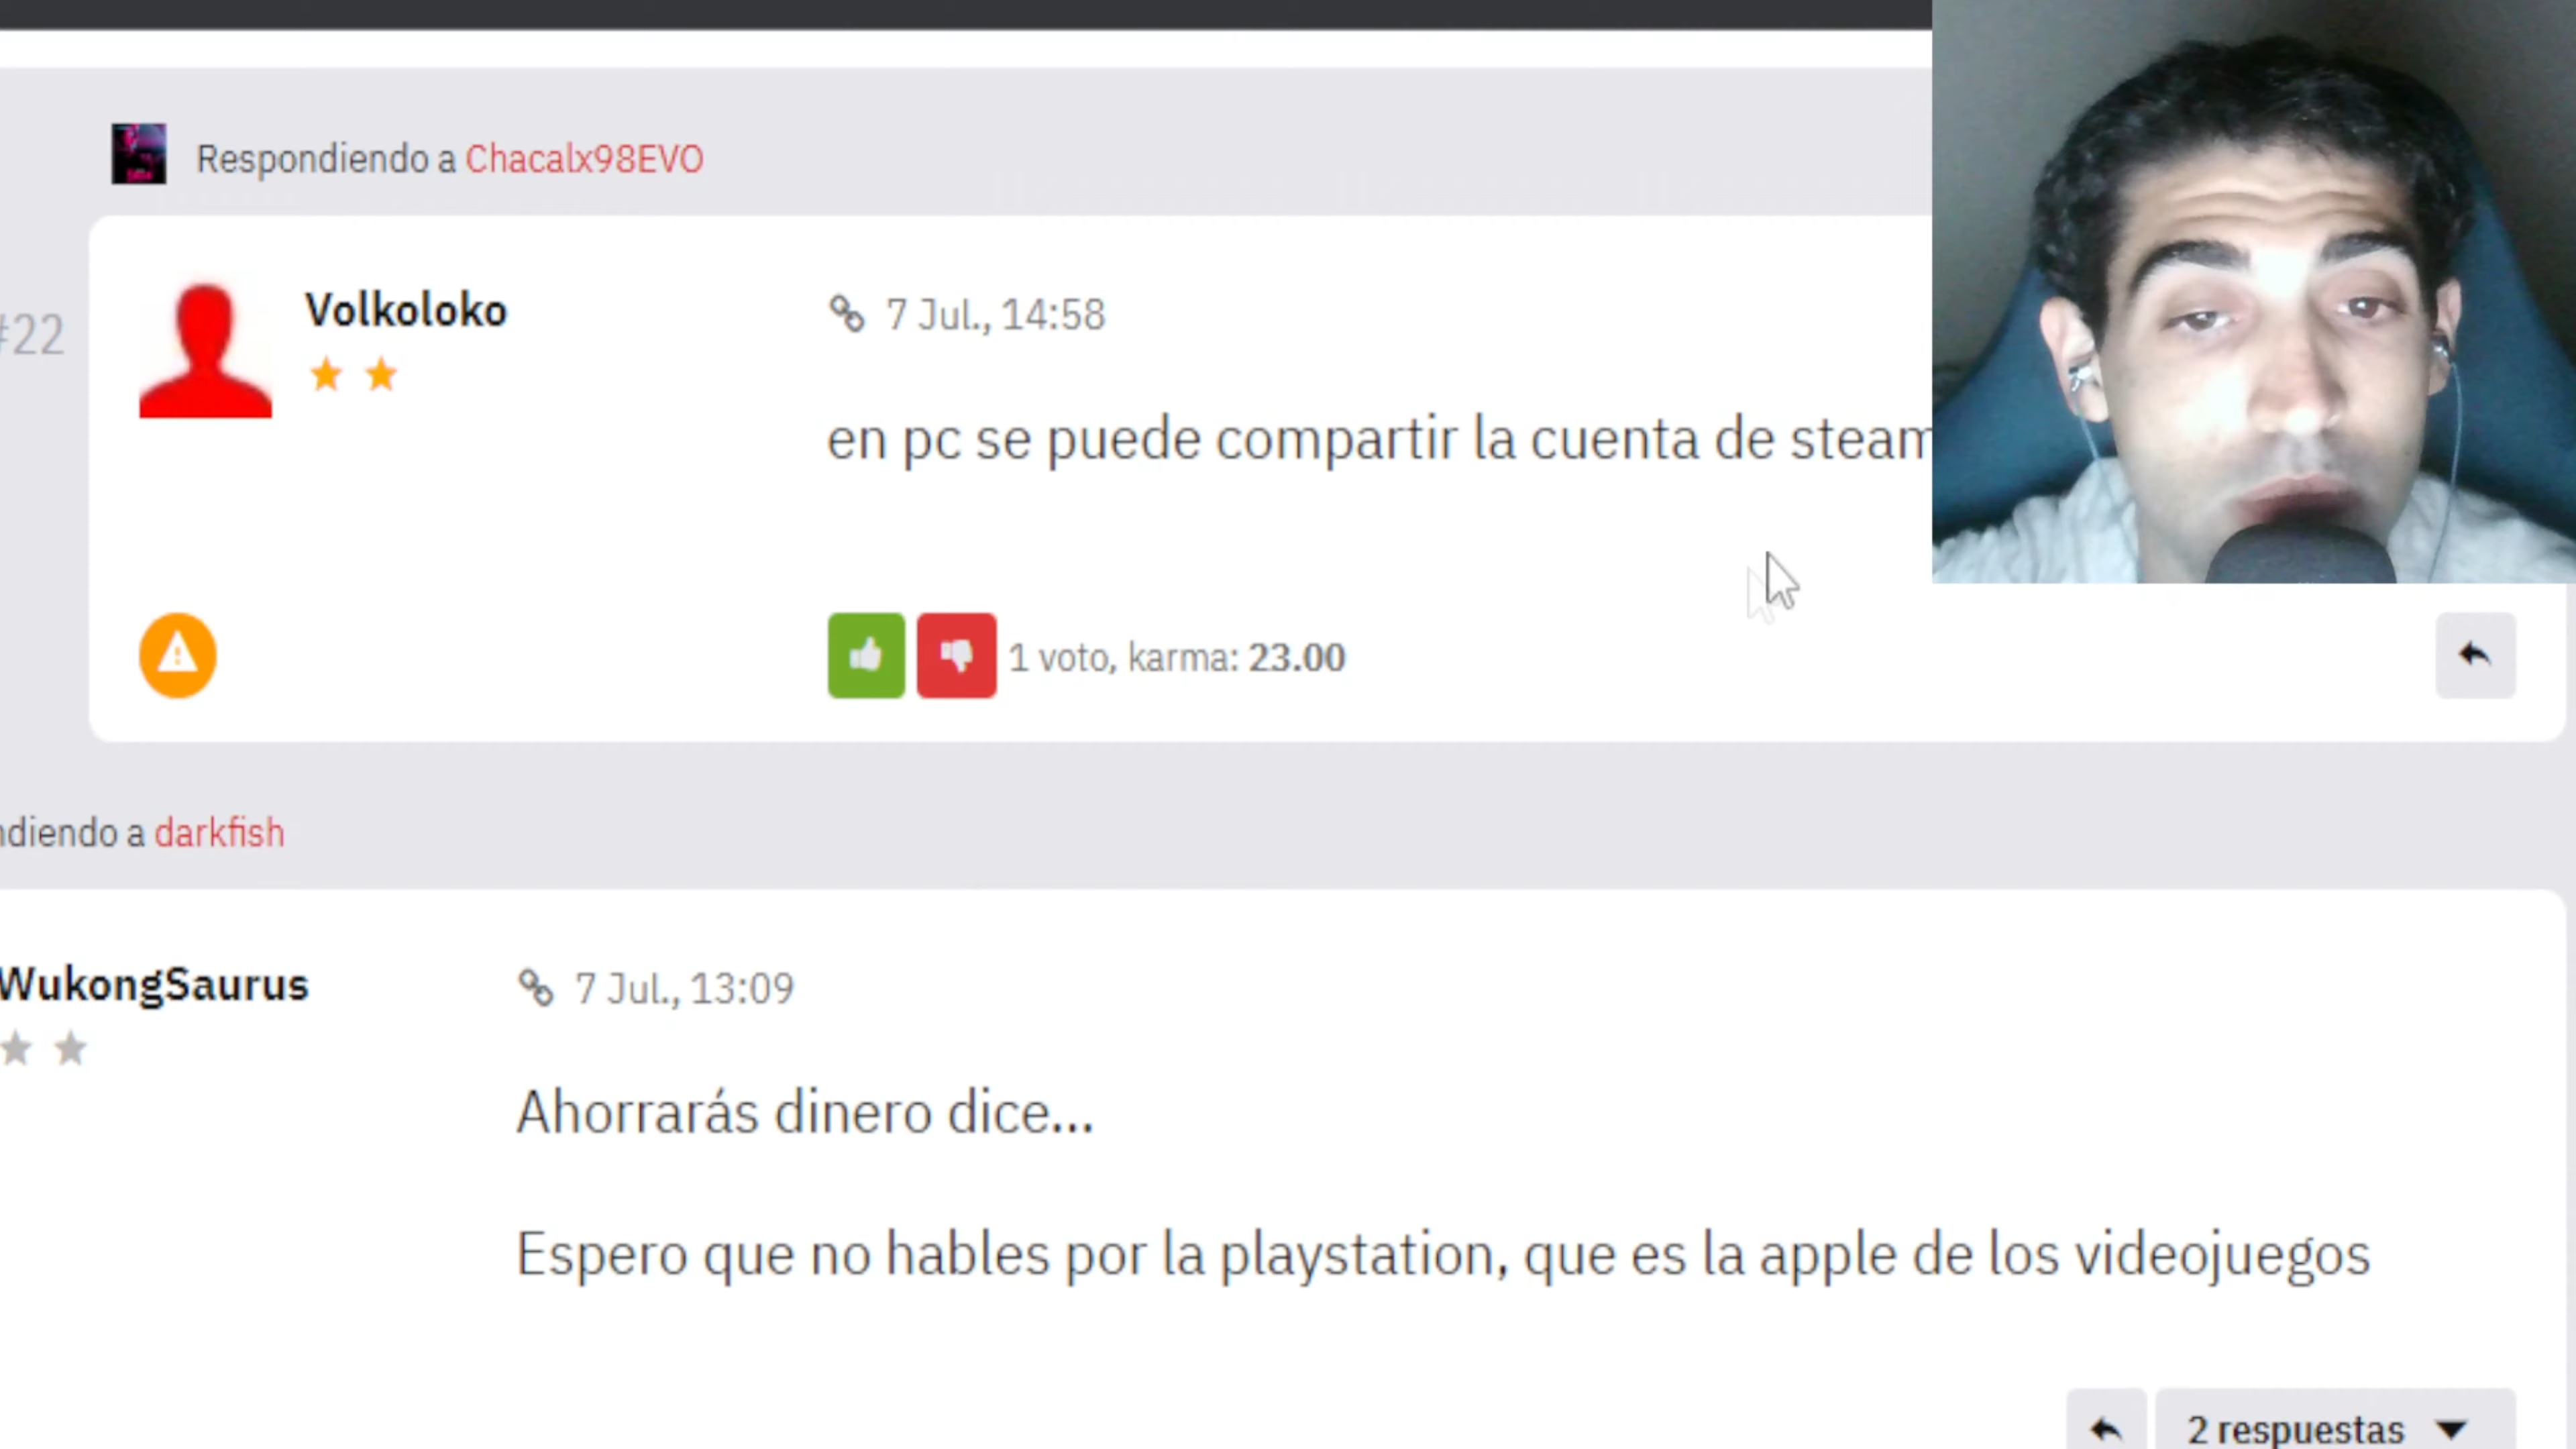 Respondiendo a Chacalx98EVO
#22
Volkoloko
7 Jul., 14:58
en pc se puede compartir la cuenta de steam
1 voto, karma: 23.00
ndiendo a darkfish
WukongSaurus
7 Jul., 13:09
Ahorrarás dinero dice...
Espero que no hables por la playstation, que es la apple de los videojuegos
2 respuestas